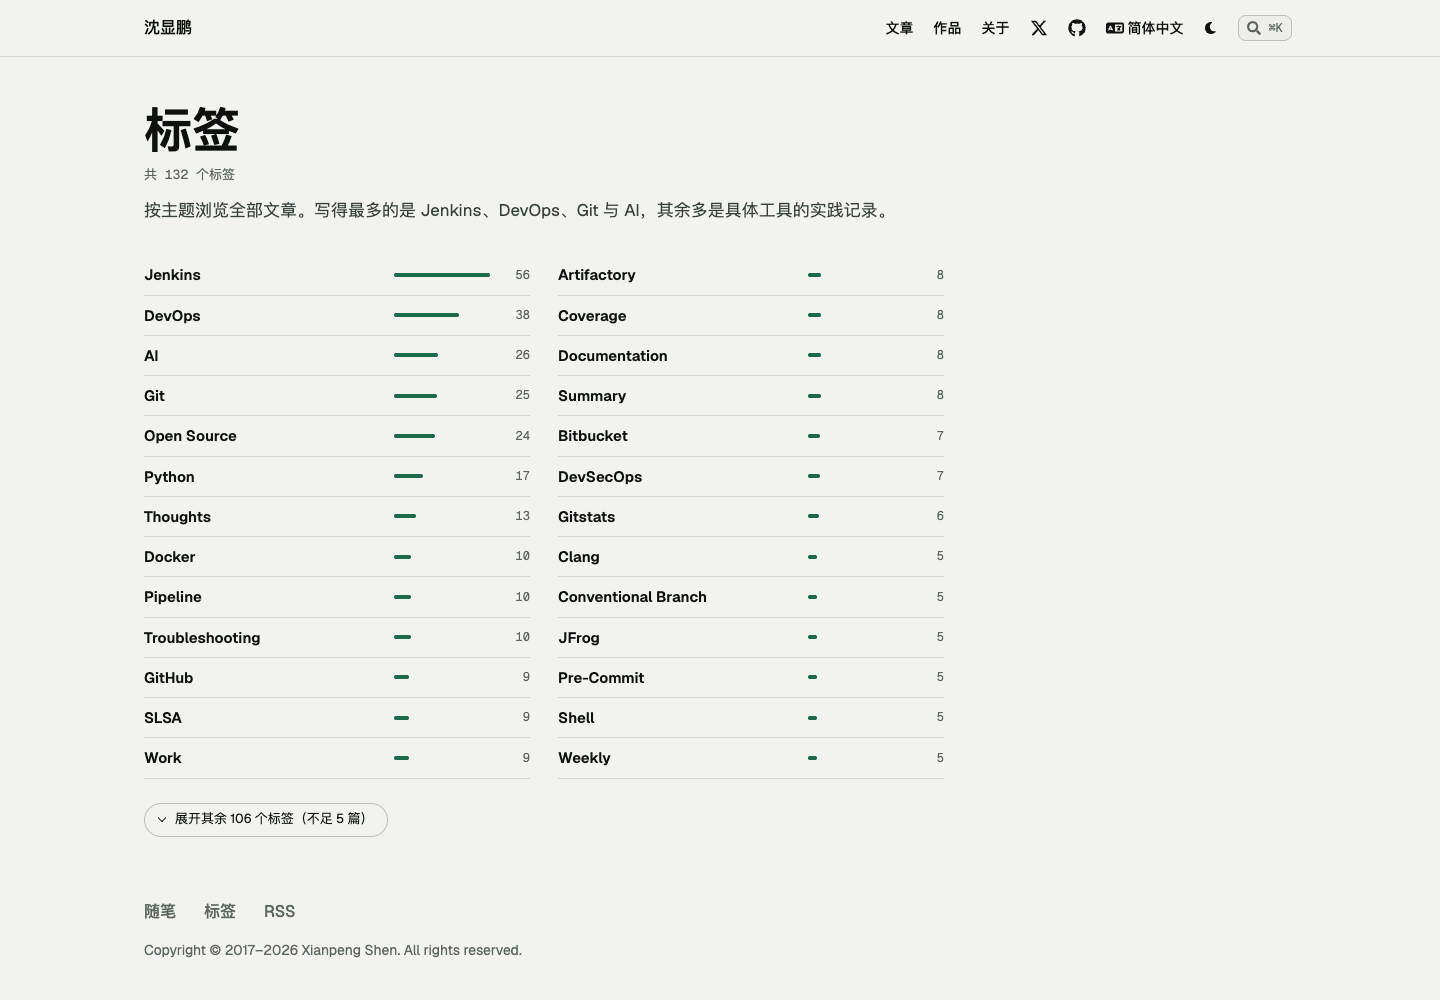 沈显鹏
文章 作品 关于 简体中文 ⌘K
标签
共 132 个标签
按主题浏览全部文章。写得最多的是 Jenkins、DevOps、Git 与 AI，其余多是具体工具的实践记录。
Jenkins 56
DevOps 38
AI 26
Git 25
Open Source 24
Python 17
Thoughts 13
Docker 10
Pipeline 10
Troubleshooting 10
GitHub 9
SLSA 9
Work 9
Artifactory 8
Coverage 8
Documentation 8
Summary 8
Bitbucket 7
DevSecOps 7
Gitstats 6
Clang 5
Conventional Branch 5
JFrog 5
Pre-Commit 5
Shell 5
Weekly 5
展开其余 106 个标签（不足 5 篇）
随笔 标签 RSS
Copyright © 2017–2026 Xianpeng Shen. All rights reserved.